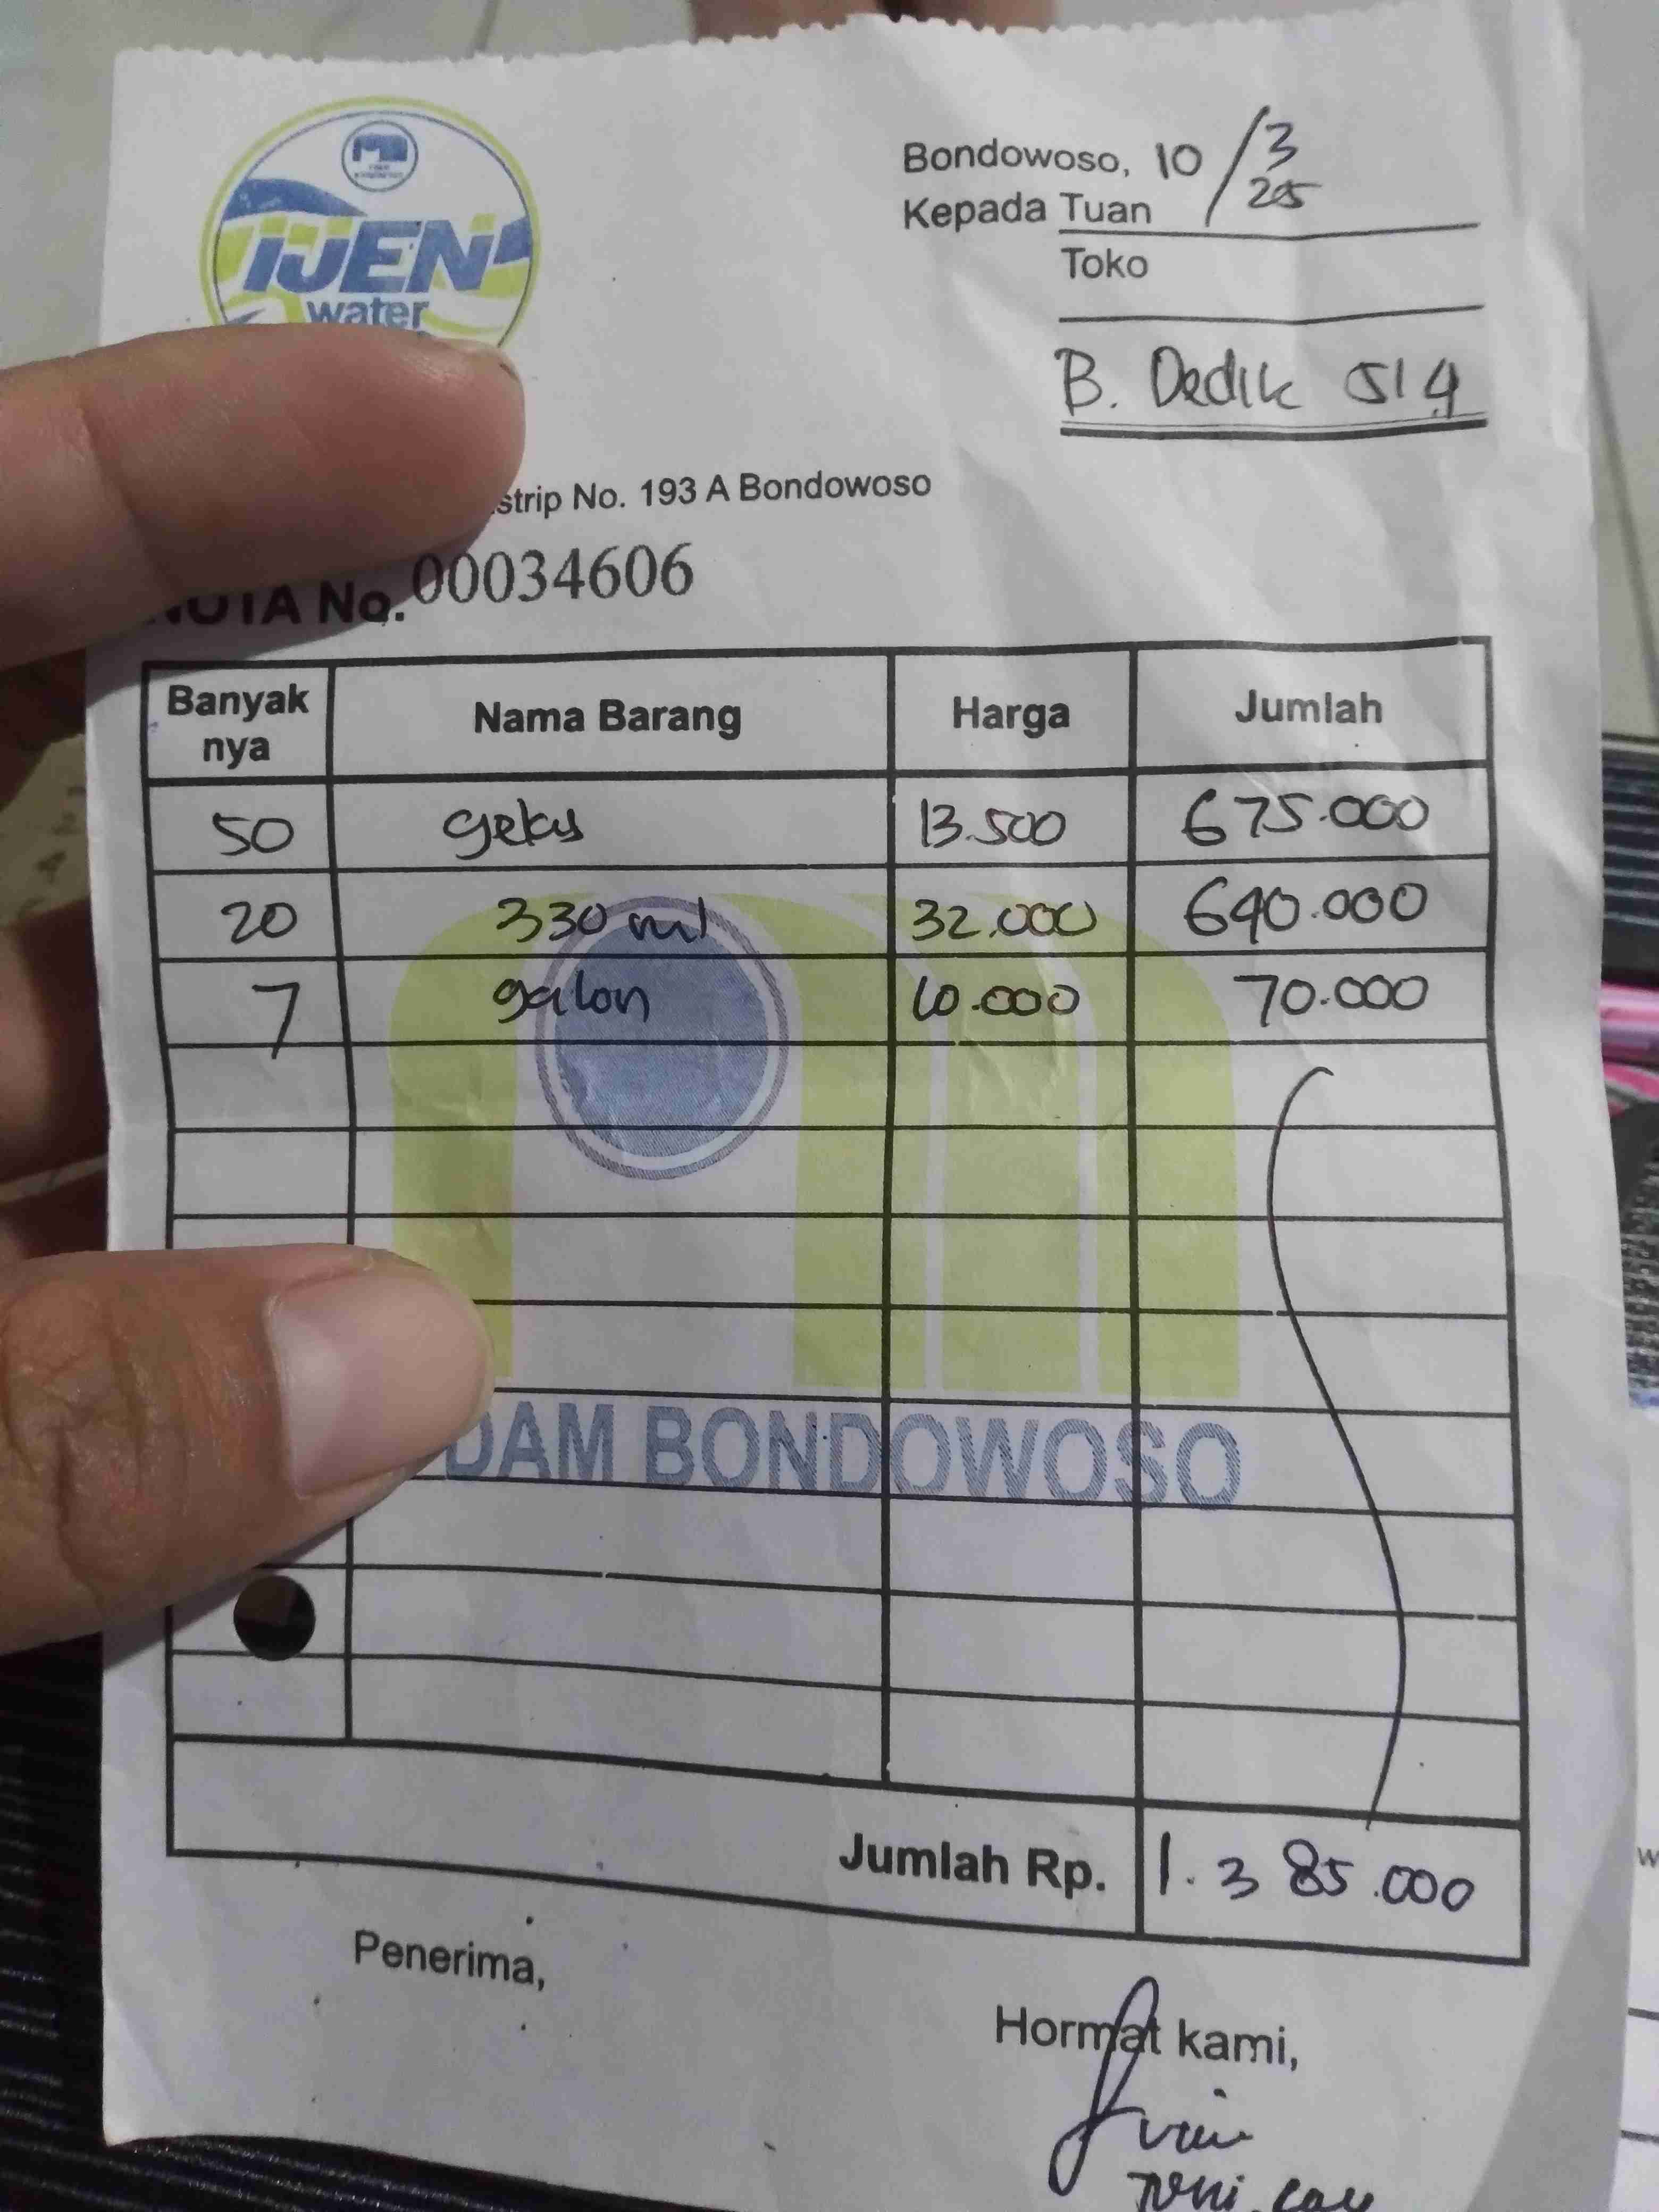 IJEN
water
Bondowoso, 10/3 205
Kepada Tuan
Toko
B. Dedik 514
strip No. 193 A Bondowoso
NOTA No. 00034606
Banyak nya Nama Barang Harga Jumlah
50 gelas 13.500 675.000
20 330 ml 32.000 640.000
7 galon 10.000 70.000
DAM BONDOWOSO
Jumlah Rp. 1.385.000
Penerima,
Hormat kami,